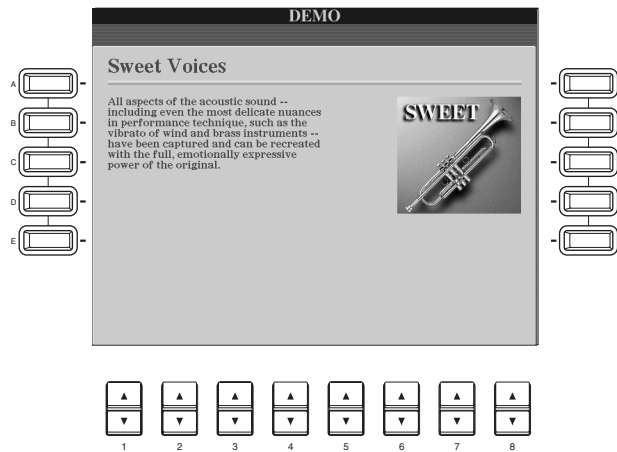 DEMO
Sweet Voices
All aspects of the acoustic sound --
including even the most delicate nuances
in performance technique, such as the
vibrato of wind and brass instruments --
have been captured and can be recreated
with the full, emotionally expressive
power of the original.
SWEET
A
B
C
D
E
1 2 3 4 5 6 7 8